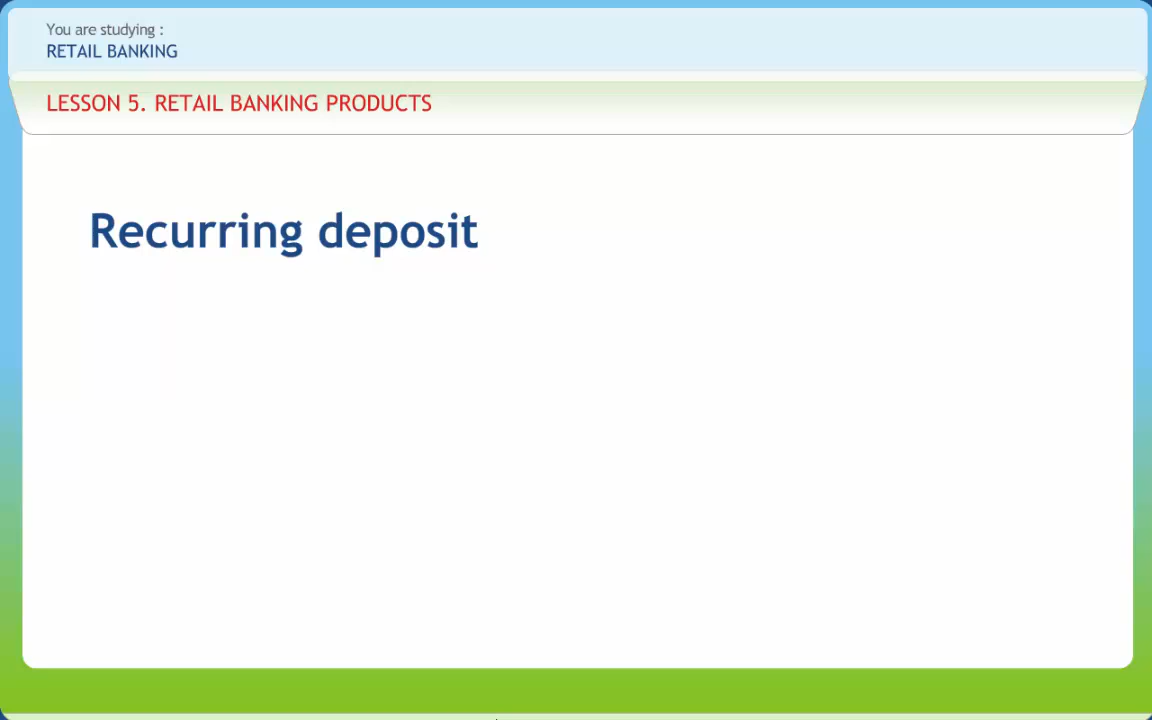 You are studying :
RETAIL BANKING
LESSON 5. RETAIL BANKING PRODUCTS
Recurring deposit